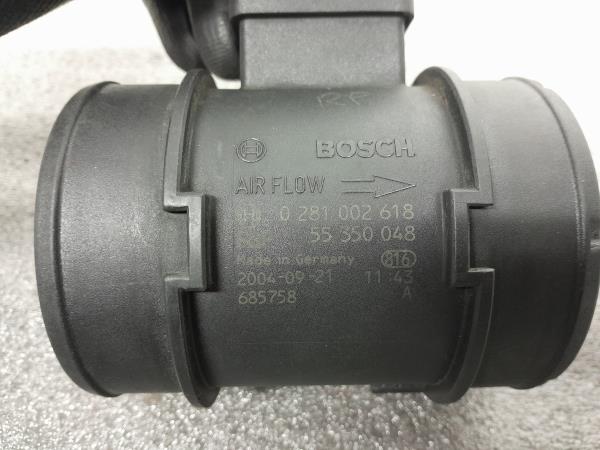 RP
BOSCH
AIR FLOW
0 281 002 618
55 350 048
Made in Germany 816
2004-09-21 11:43
685758 A